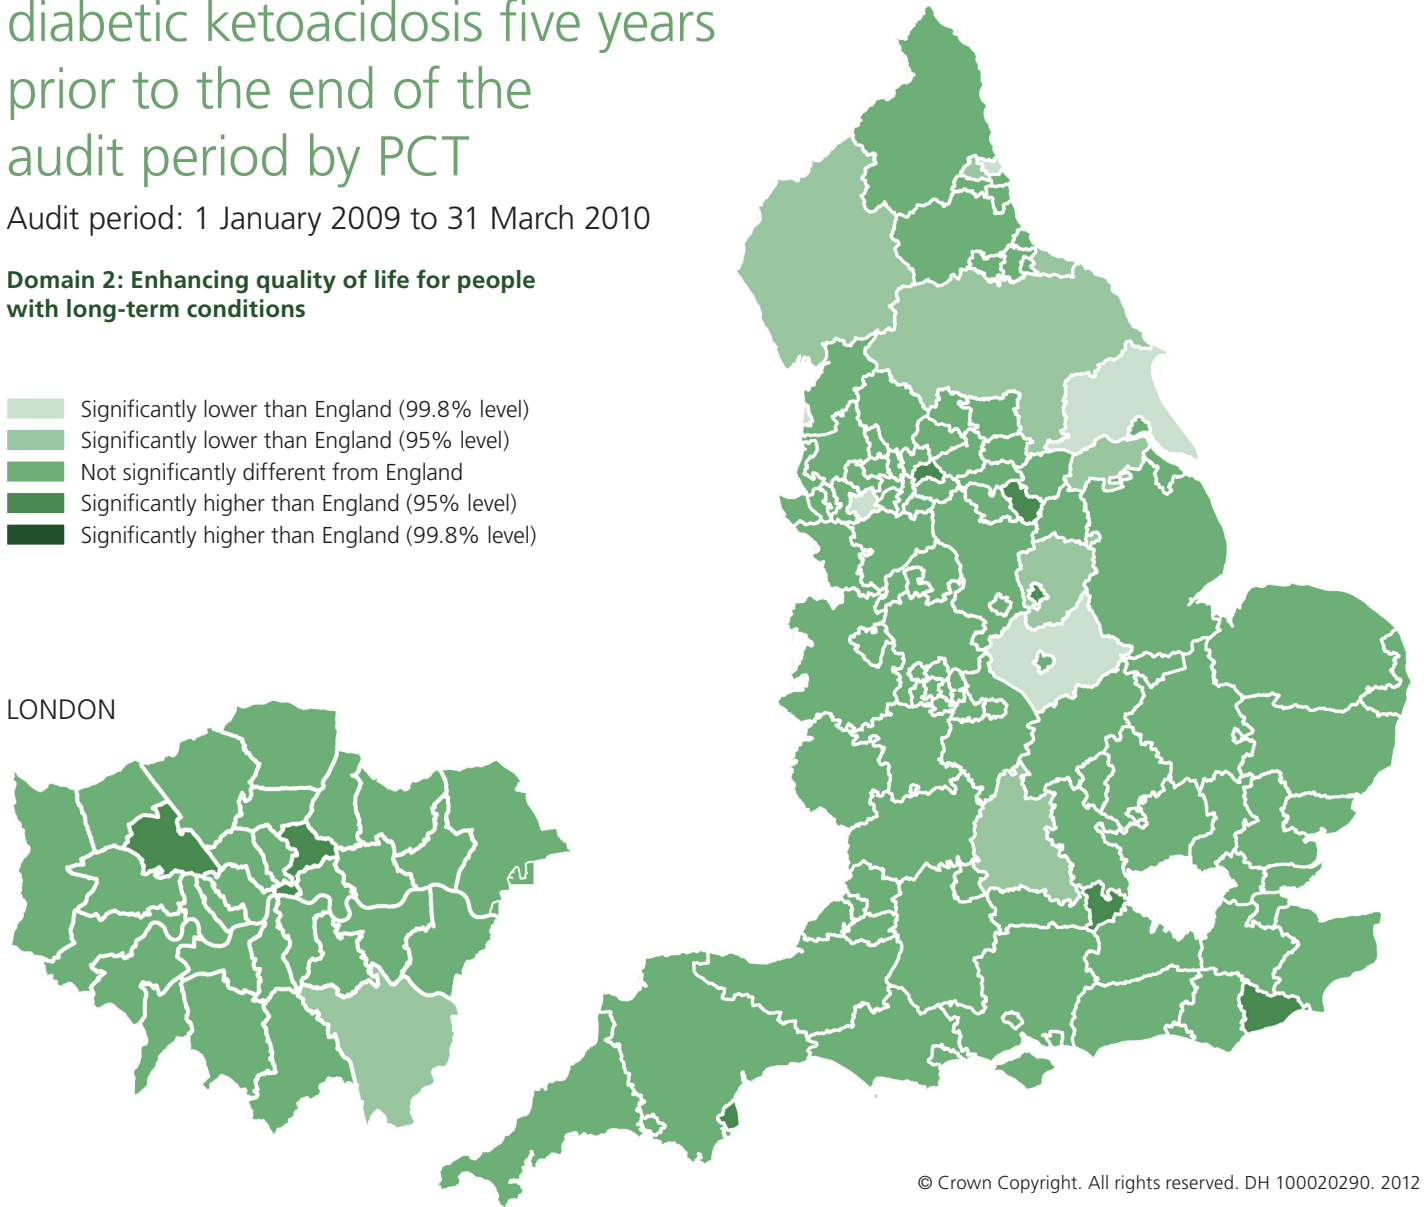 diabetic ketoacidosis five years
prior to the end of the
audit period by PCT
Audit period: 1 January 2009 to 31 March 2010
Domain 2: Enhancing quality of life for people
with long-term conditions
Significantly lower than England (99.8% level)
Significantly lower than England (95% level)
Not significantly different from England
Significantly higher than England (95% level)
Significantly higher than England (99.8% level)
LONDON
© Crown Copyright. All rights reserved. DH 100020290. 2012